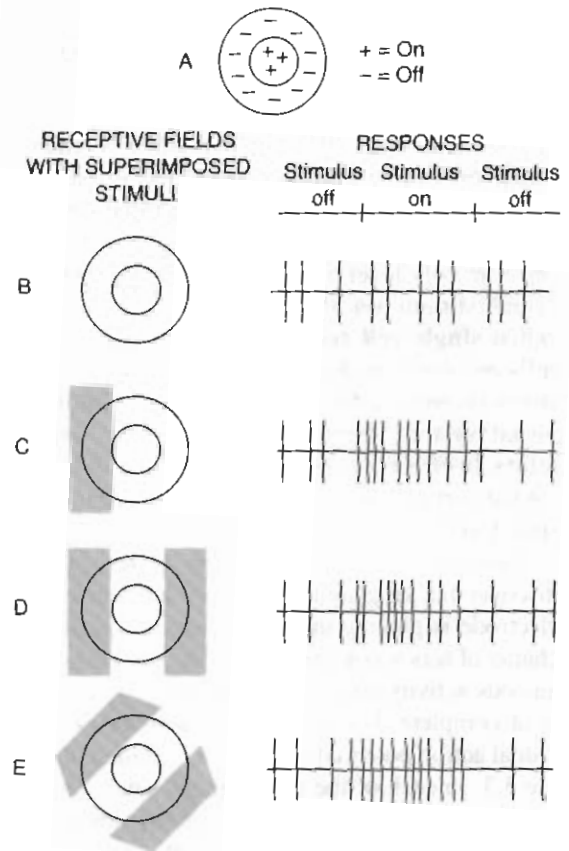 A
+ = On
− = Off
+ + +
− − − − − − − − − −
RECEPTIVE FIELDS
WITH SUPERIMPOSED
STIMULI
RESPONSES
Stimulus off
Stimulus on
Stimulus off
B
C
D
E